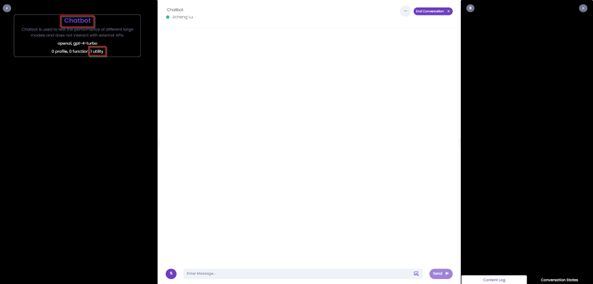 Chatbot
Chatbot is used to test the performance of different large
models and does not interact with external APIs
openai, gpt-4-turbo
0 profile, 0 function, 1 utility
Chatbot
Jicheng Lu
End Conversation
Enter Message...
Send
Content Log
Conversation States